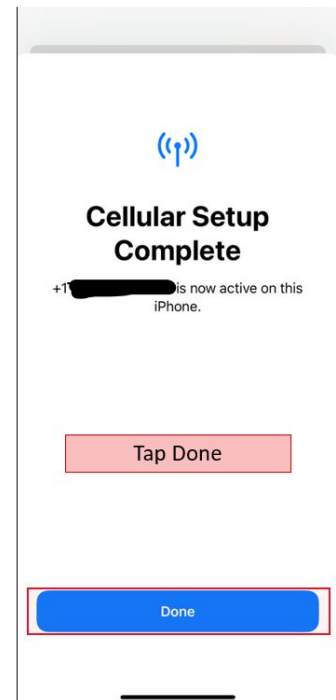 Cellular Setup
Complete
+1 is now active on this
iPhone.
Tap Done
Done